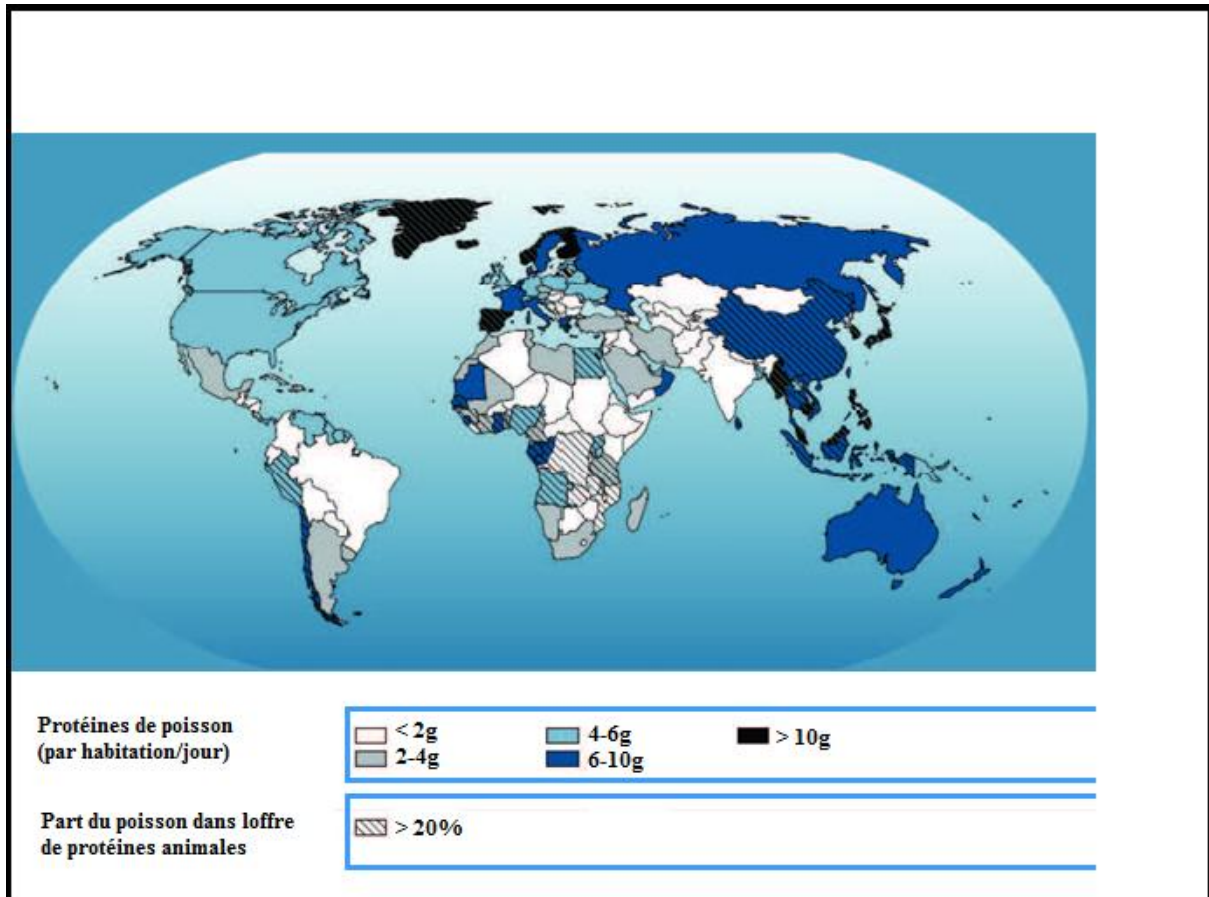 Protéines de poisson
(par habitation/jour)
< 2g
4-6g
> 10g
2-4g
6-10g
Part du poisson dans loffre
de protéines animales
> 20%